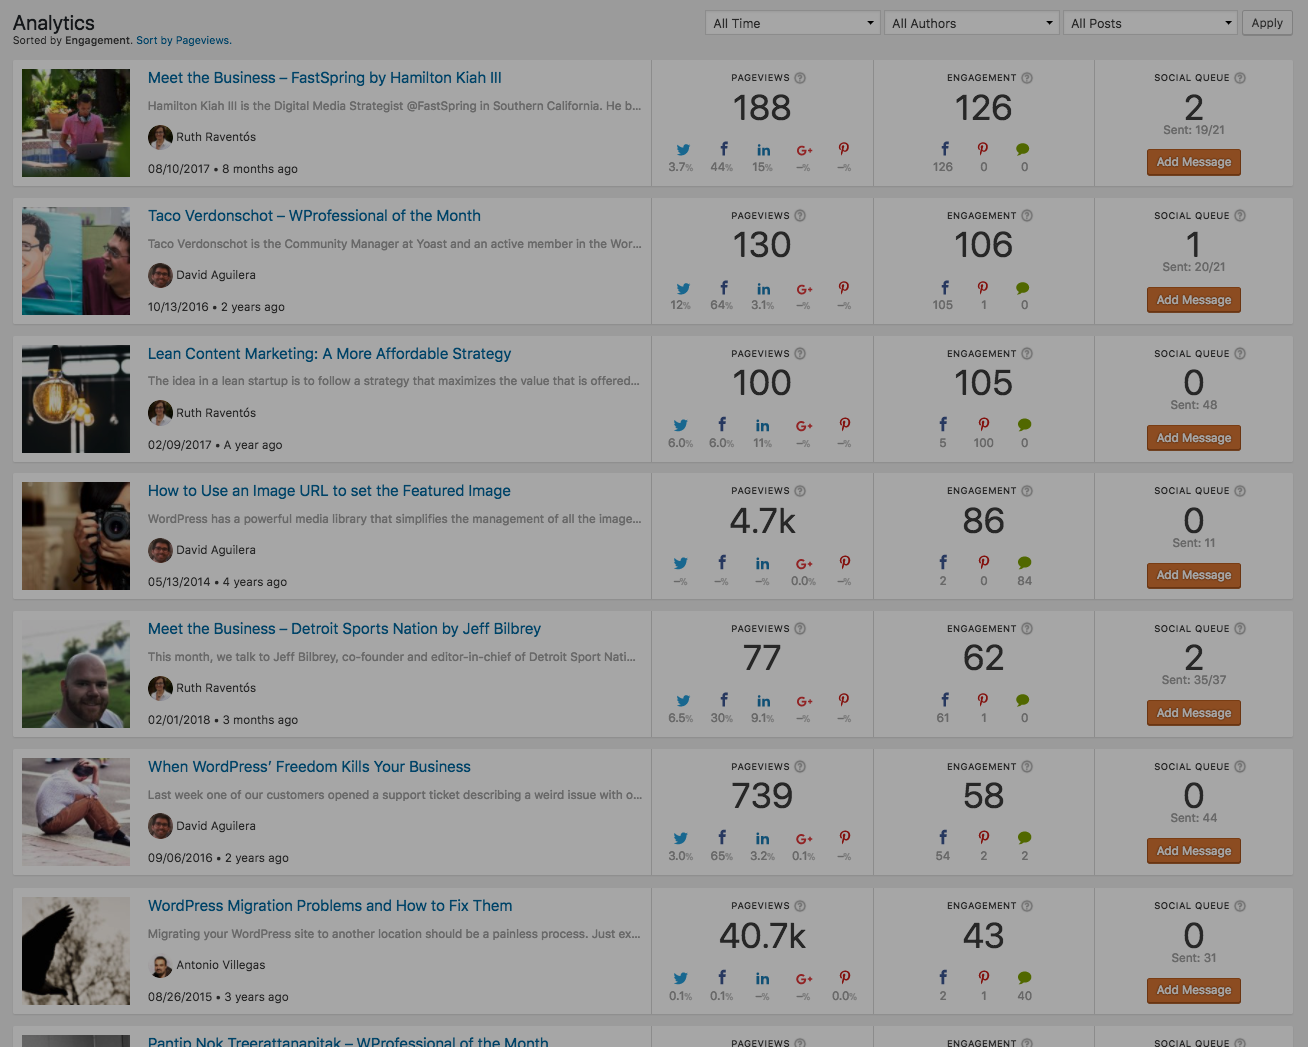 Analytics
All Time
All Authors
All Posts
Apply
Sorted by Engagement. Sort by Pageviews.
Meet the Business – FastSpring by Hamilton Kiah III
Hamilton Kiah III is the Digital Media Strategist @FastSpring in Southern California. He b...
Ruth Raventós
08/10/2017 • 8 months ago
PAGEVIEWS ?
188
3.7% 44% 15% –% –%
ENGAGEMENT ?
126
126 0 0
SOCIAL QUEUE ?
2
Sent: 19/21
Add Message
Taco Verdonschot – WProfessional of the Month
Taco Verdonschot is the Community Manager at Yoast and an active member in the Wor...
David Aguilera
10/13/2016 • 2 years ago
PAGEVIEWS ?
130
12% 64% 3.1% –% –%
ENGAGEMENT ?
106
105 1 0
SOCIAL QUEUE ?
1
Sent: 20/21
Add Message
Lean Content Marketing: A More Affordable Strategy
The idea in a lean startup is to follow a strategy that maximizes the value that is offered...
Ruth Raventós
02/09/2017 • A year ago
PAGEVIEWS ?
100
6.0% 6.0% 11% –% –%
ENGAGEMENT ?
105
5 100 0
SOCIAL QUEUE ?
0
Sent: 48
Add Message
How to Use an Image URL to set the Featured Image
WordPress has a powerful media library that simplifies the management of all the image...
David Aguilera
05/13/2014 • 4 years ago
PAGEVIEWS ?
4.7k
–% –% –% 0.0% –%
ENGAGEMENT ?
86
2 0 84
SOCIAL QUEUE ?
0
Sent: 11
Add Message
Meet the Business – Detroit Sports Nation by Jeff Bilbrey
This month, we talk to Jeff Bilbrey, co-founder and editor-in-chief of Detroit Sport Nati...
Ruth Raventós
02/01/2018 • 3 months ago
PAGEVIEWS ?
77
6.5% 30% 9.1% –% –%
ENGAGEMENT ?
62
61 1 0
SOCIAL QUEUE ?
2
Sent: 35/37
Add Message
When WordPress’ Freedom Kills Your Business
Last week one of our customers opened a support ticket describing a weird issue with o...
David Aguilera
09/06/2016 • 2 years ago
PAGEVIEWS ?
739
3.0% 65% 3.2% 0.1% –%
ENGAGEMENT ?
58
54 2 2
SOCIAL QUEUE ?
0
Sent: 44
Add Message
WordPress Migration Problems and How to Fix Them
Migrating your WordPress site to another location should be a painless process. Just ex...
Antonio Villegas
08/26/2015 • 3 years ago
PAGEVIEWS ?
40.7k
0.1% 0.1% –% –% 0.0%
ENGAGEMENT ?
43
2 1 40
SOCIAL QUEUE ?
0
Sent: 31
Add Message
Pantip Nok Treerattanapitak – WProfessional of the Month
PAGEVIEWS ?
ENGAGEMENT ?
SOCIAL QUEUE ?